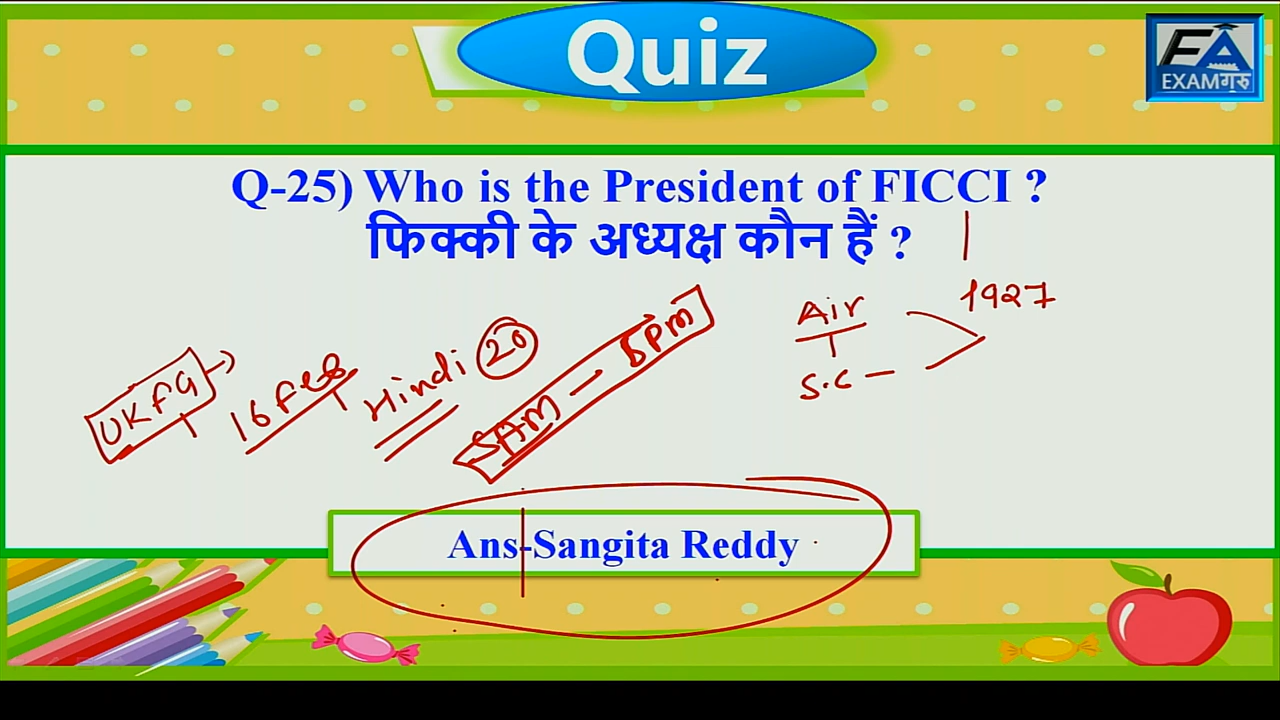 Quiz
EXAMगुरु
Q-25) Who is the President of FICCI ?
फिक्की के अध्यक्ष कौन हैं ?
1927
Air
S.C
UKFG
16 Feb
Hindi 20
5AM - 5PM
Ans-Sangita Reddy